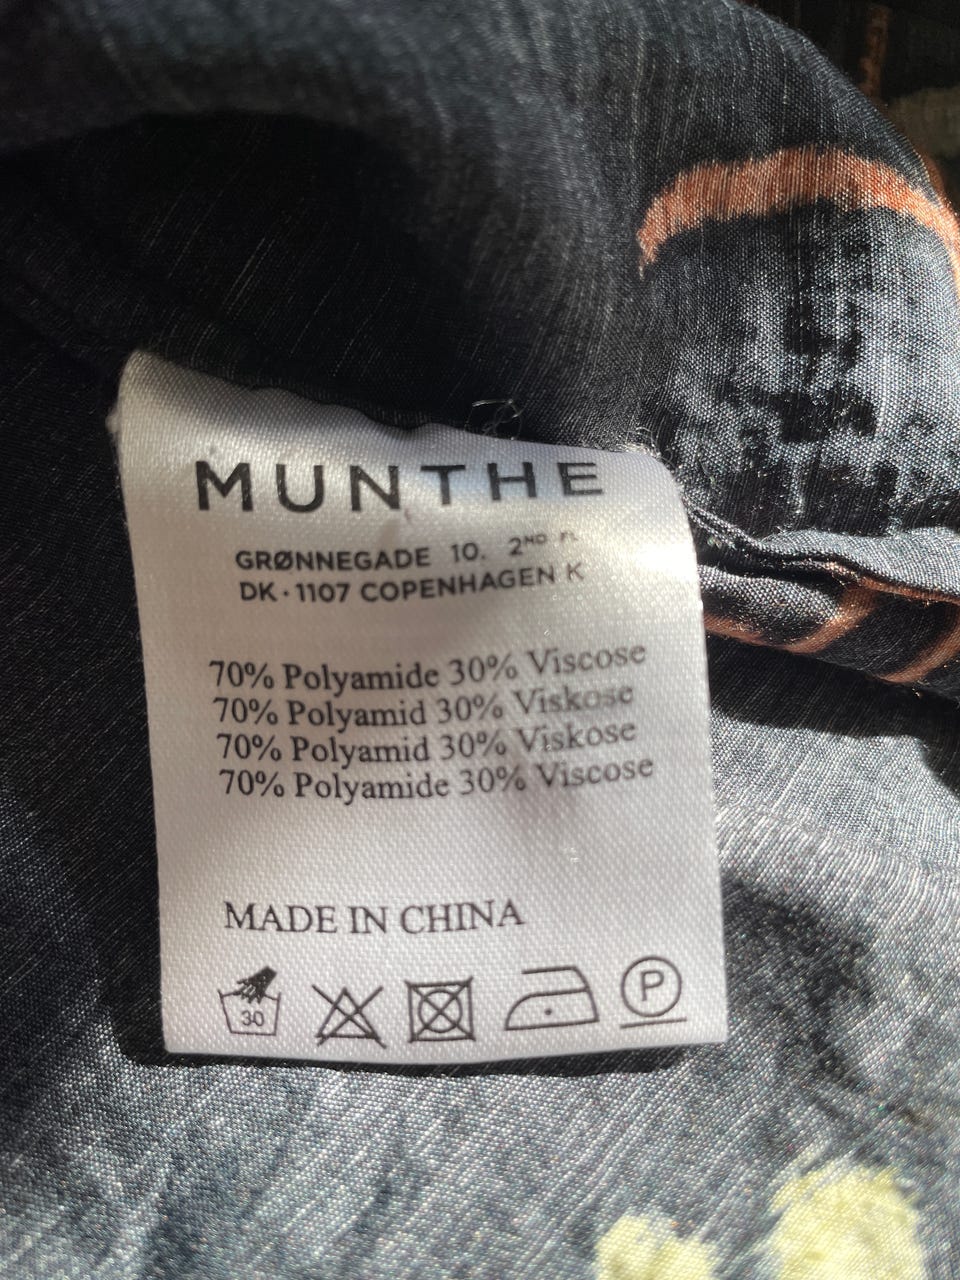 MUNTHE
GRØNNEGADE 10. 2ND FL
DK · 1107 COPENHAGEN K
70% Polyamide 30% Viscose
70% Polyamid 30% Viskose
70% Polyamid 30% Viskose
70% Polyamide 30% Viscose
MADE IN CHINA
30 P